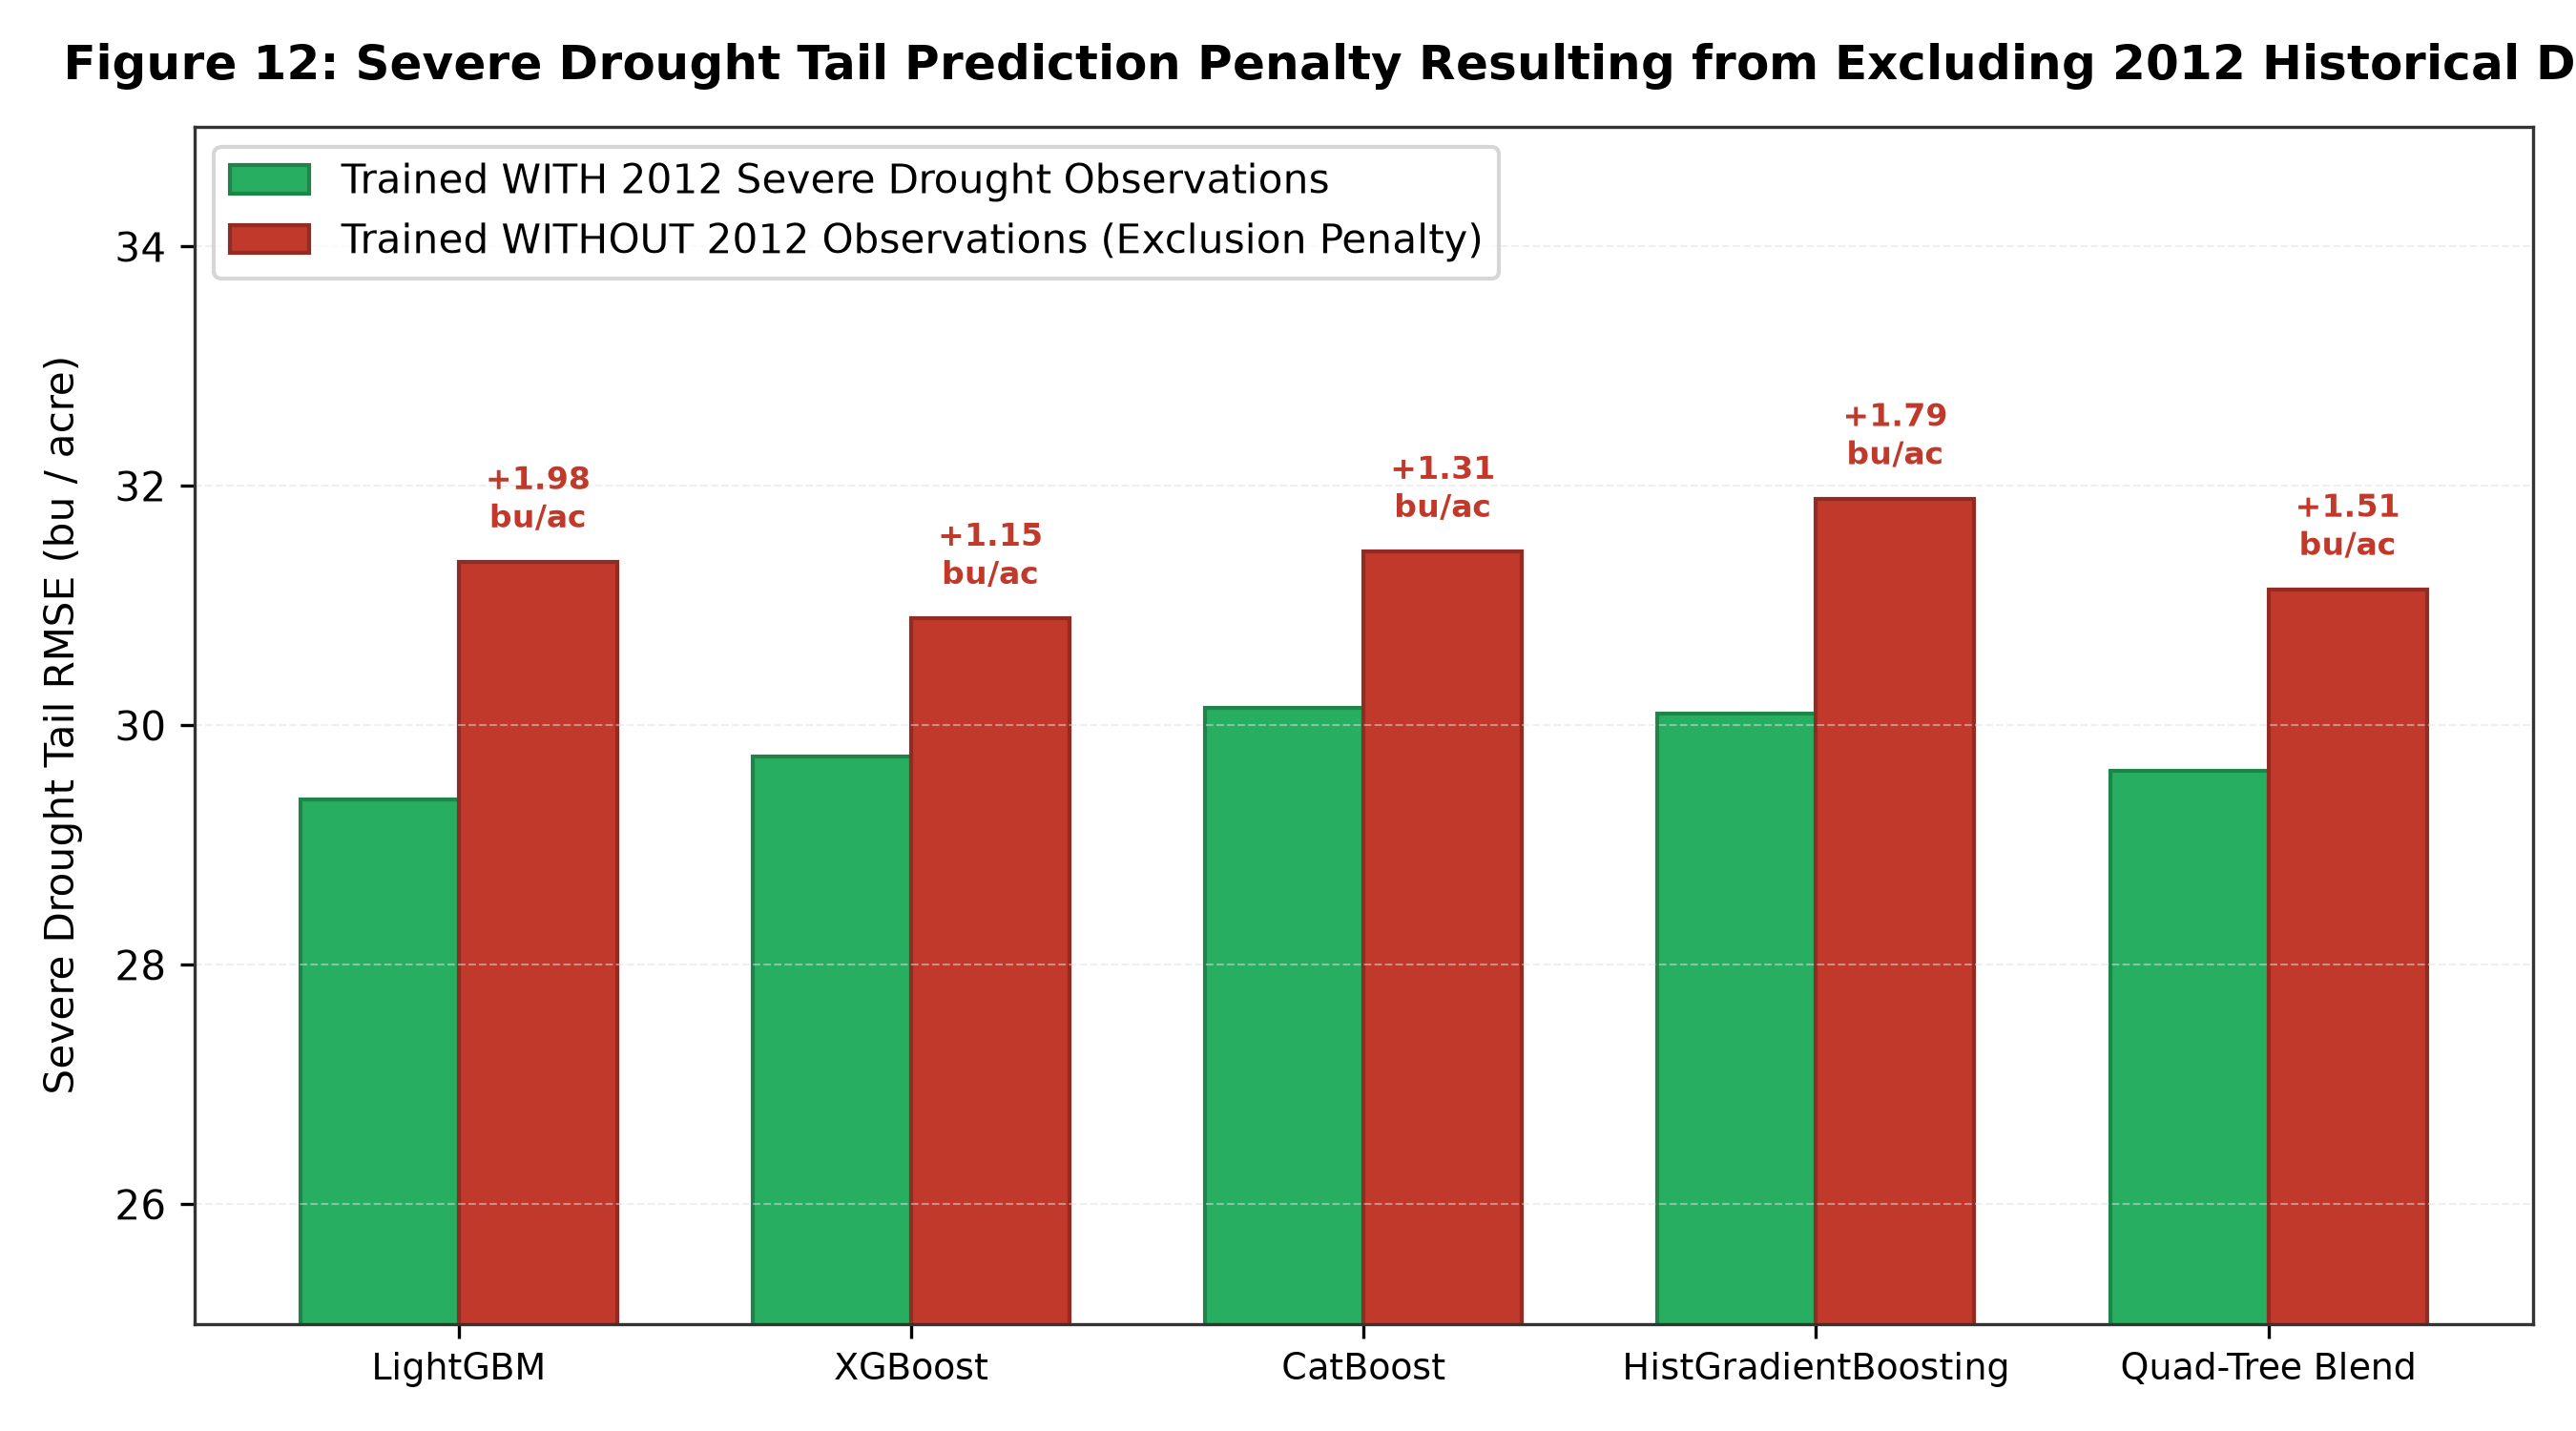 Figure 12: Severe Drought Tail Prediction Penalty Resulting from Excluding 2012 Historical D
Trained WITH 2012 Severe Drought Observations
Trained WITHOUT 2012 Observations (Exclusion Penalty)
Severe Drought Tail RMSE (bu / acre)
34
32
30
28
26
+1.98
bu/ac
+1.15
bu/ac
+1.31
bu/ac
+1.79
bu/ac
+1.51
bu/ac
LightGBM
XGBoost
CatBoost
HistGradientBoosting
Quad-Tree Blend